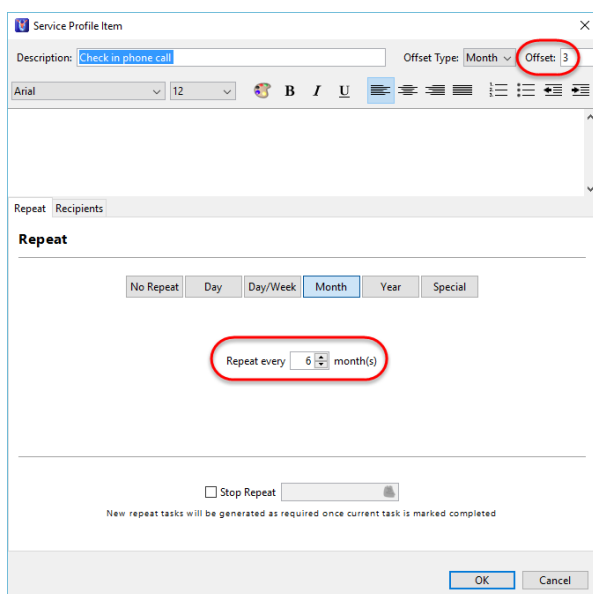 Service Profile Item
Description: Check in phone call Offset Type: Month Offset: 3
Arial 12 B I U
Repeat Recipients
Repeat
No Repeat Day Day/Week Month Year Special
Repeat every 6 month(s)
Stop Repeat
New repeat tasks will be generated as required once current task is marked completed
OK Cancel